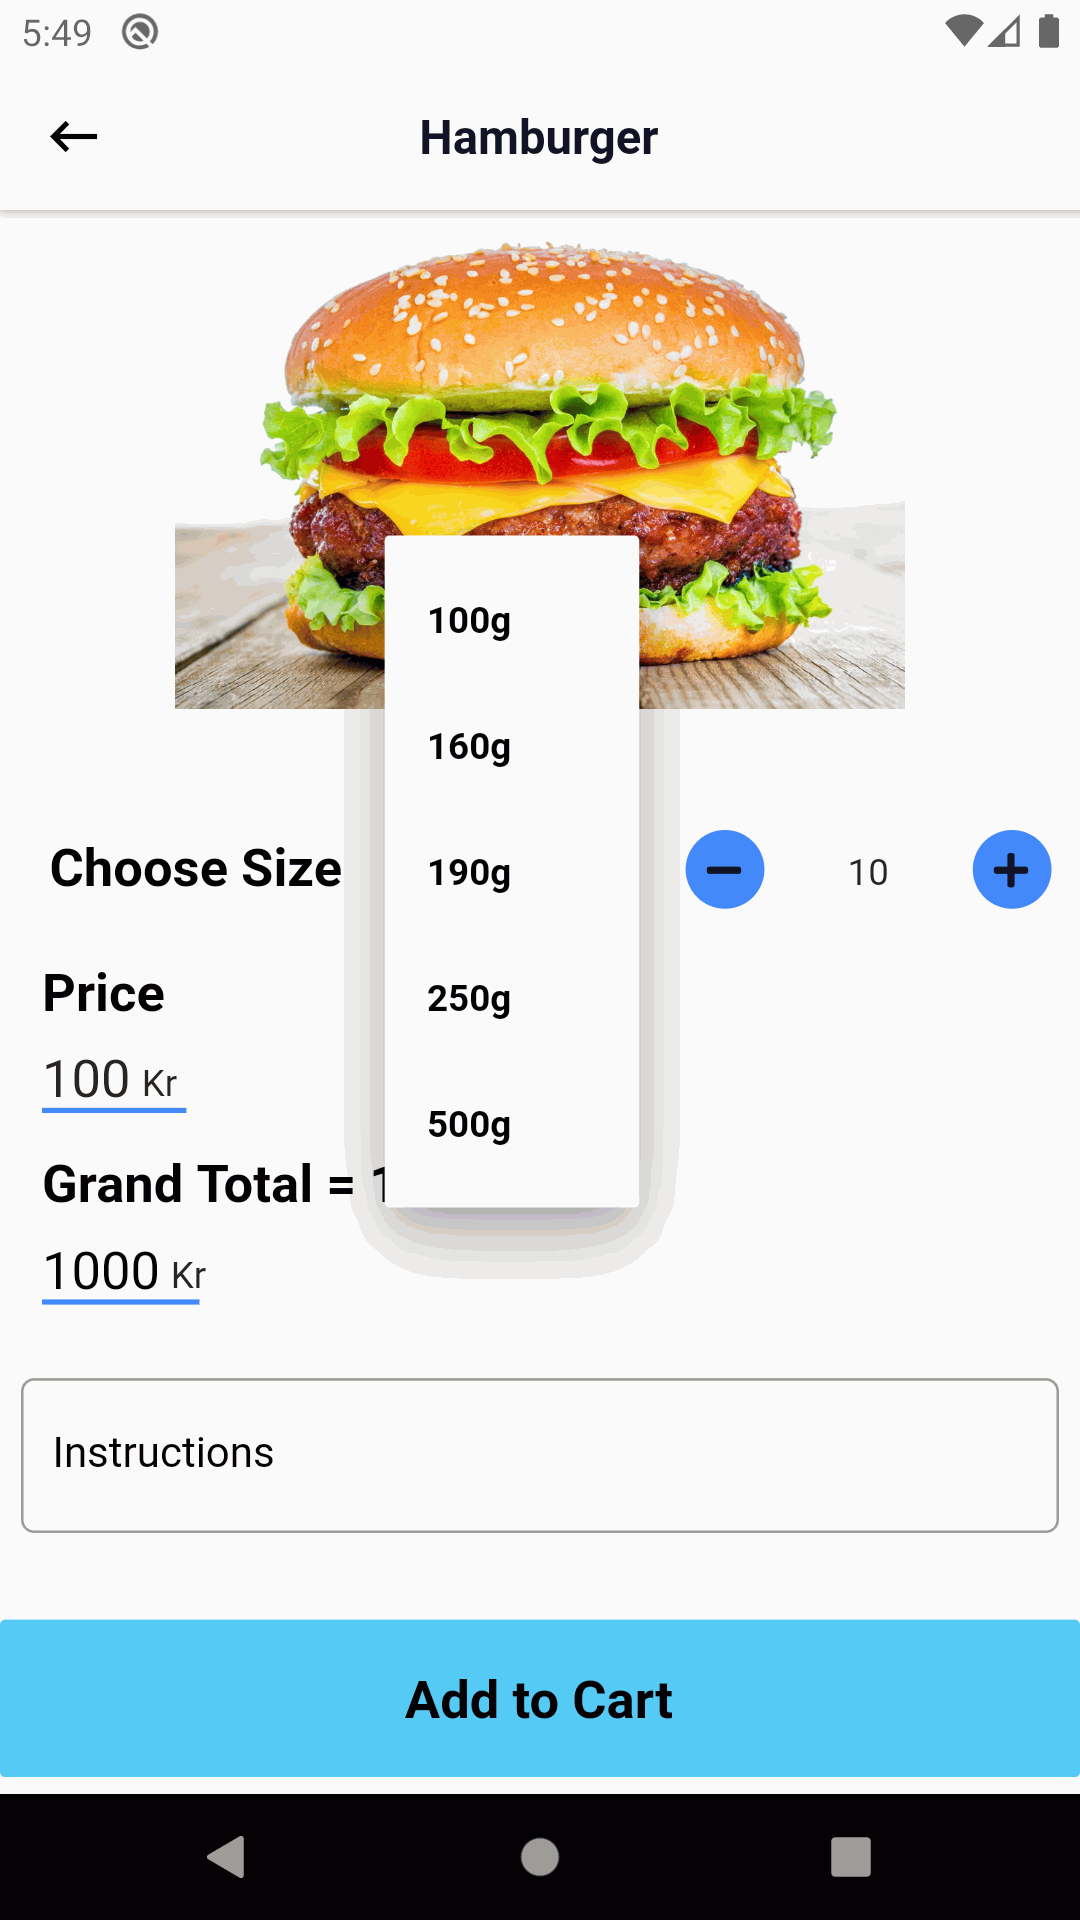 5:49
Hamburger
100g
160g
190g
250g
500g
Choose Size
10
Price
100 Kr
Grand Total = 1
1000 Kr
Instructions
Add to Cart